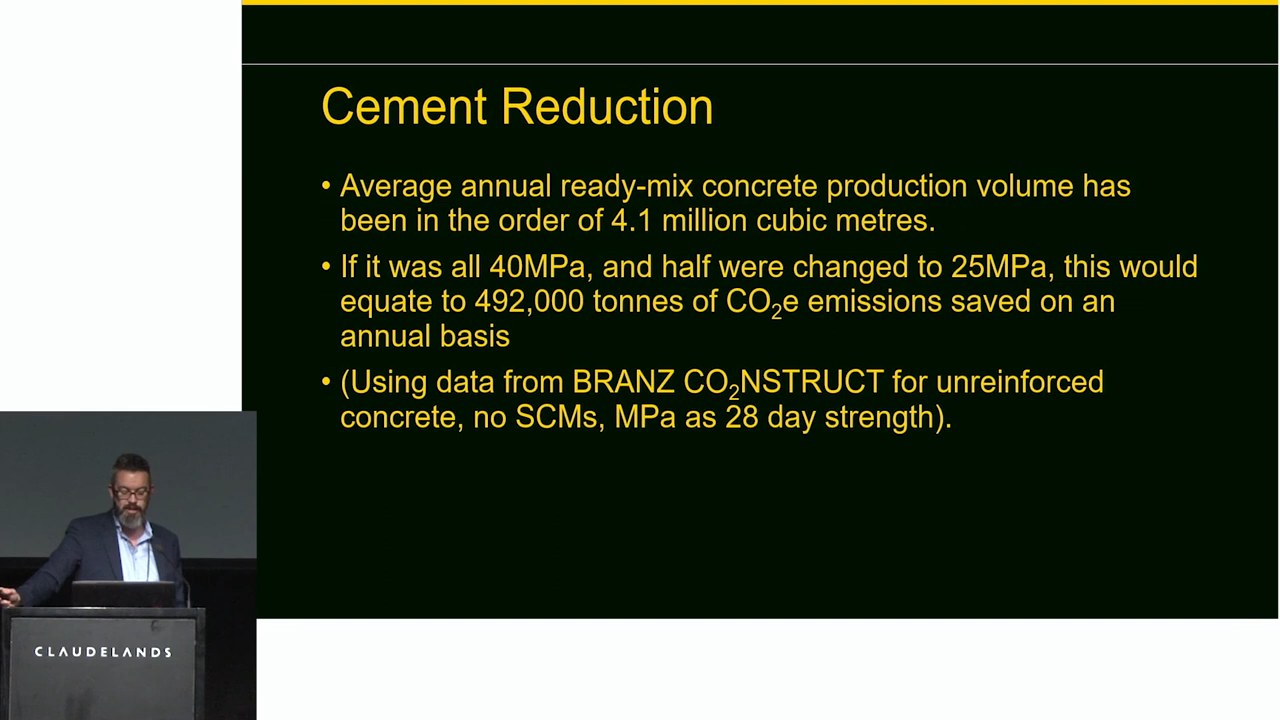 Cement Reduction
• Average annual ready-mix concrete production volume has
been in the order of 4.1 million cubic metres.
• If it was all 40MPa, and half were changed to 25MPa, this would
equate to 492,000 tonnes of CO₂e emissions saved on an
annual basis
• (Using data from BRANZ CO₂NSTRUCT for unreinforced
concrete, no SCMs, MPa as 28 day strength).
CLAUDELANDS